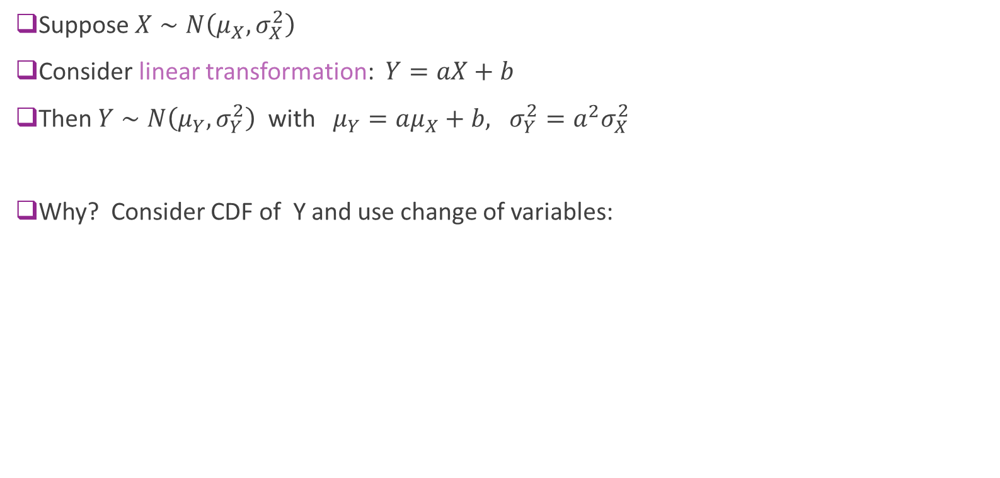 ❑Suppose $X \sim N(\mu_X, \sigma_X^2)$
❑Consider linear transformation: $Y = aX + b$
❑Then $Y \sim N(\mu_Y, \sigma_Y^2)$ with $\mu_Y = a\mu_X + b,\ \sigma_Y^2 = a^2\sigma_X^2$
❑Why? Consider CDF of Y and use change of variables: